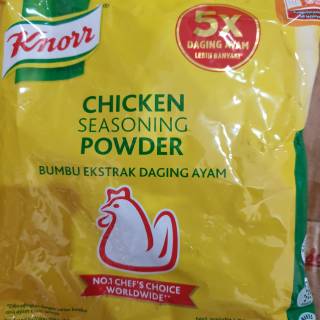 Knorr
5X
DAGING AYAM
LEBIH BANYAK!*
CHICKEN
SEASONING
POWDER
BUMBU EKSTRAK DAGING AYAM
NO.1 CHEF'S CHOICE
WORLDWIDE**